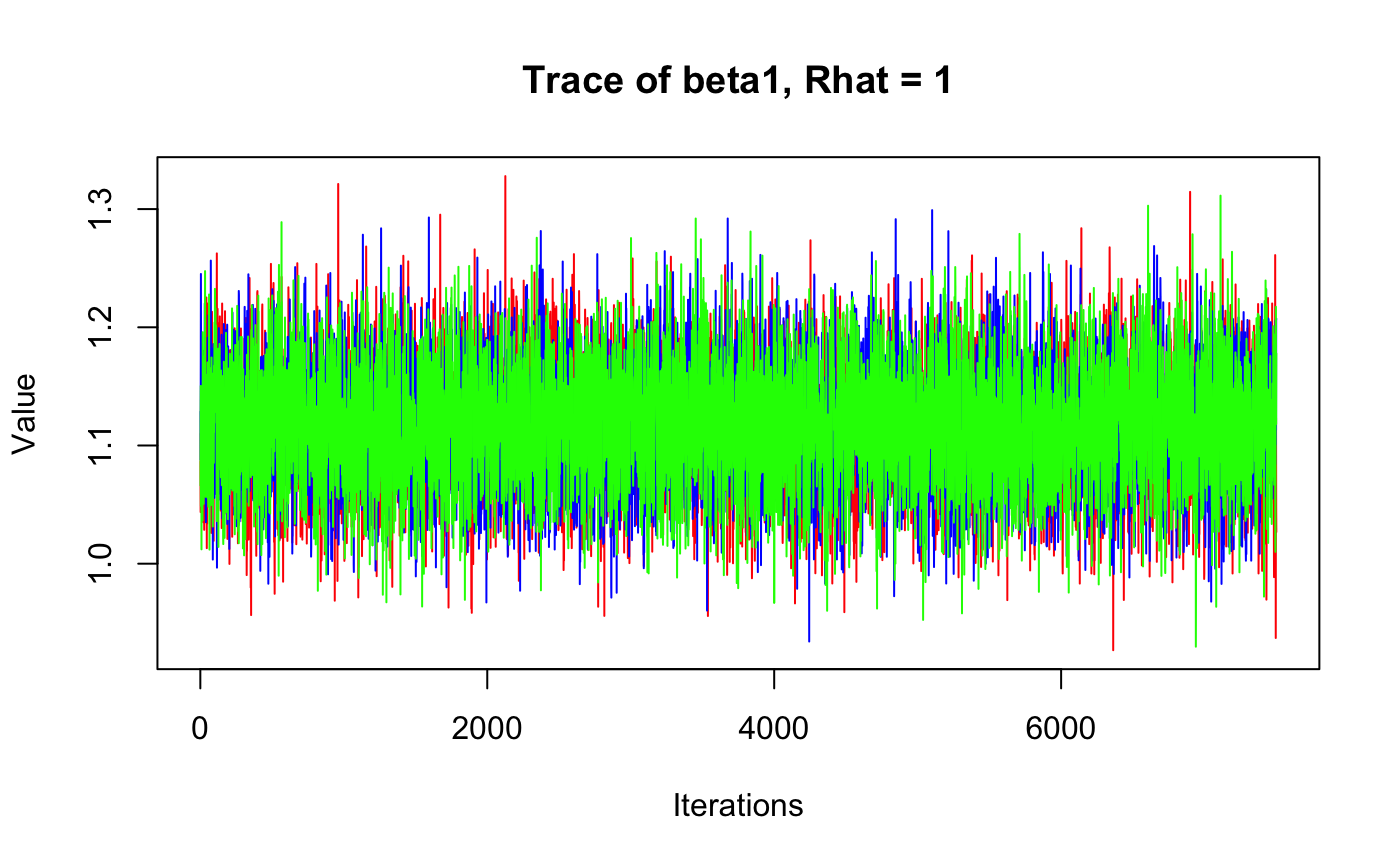 Trace of beta1, Rhat = 1
Value
1.3
1.2
1.1
1.0
0 2000 4000 6000
Iterations